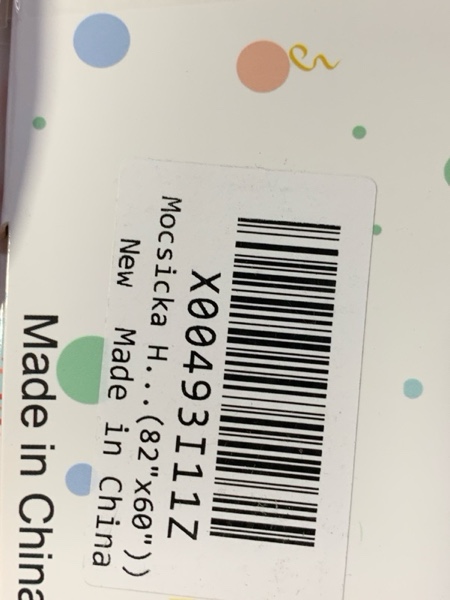 X00493I11Z
Mocsicka H...(82"x60"))
New Made in China
Made in China